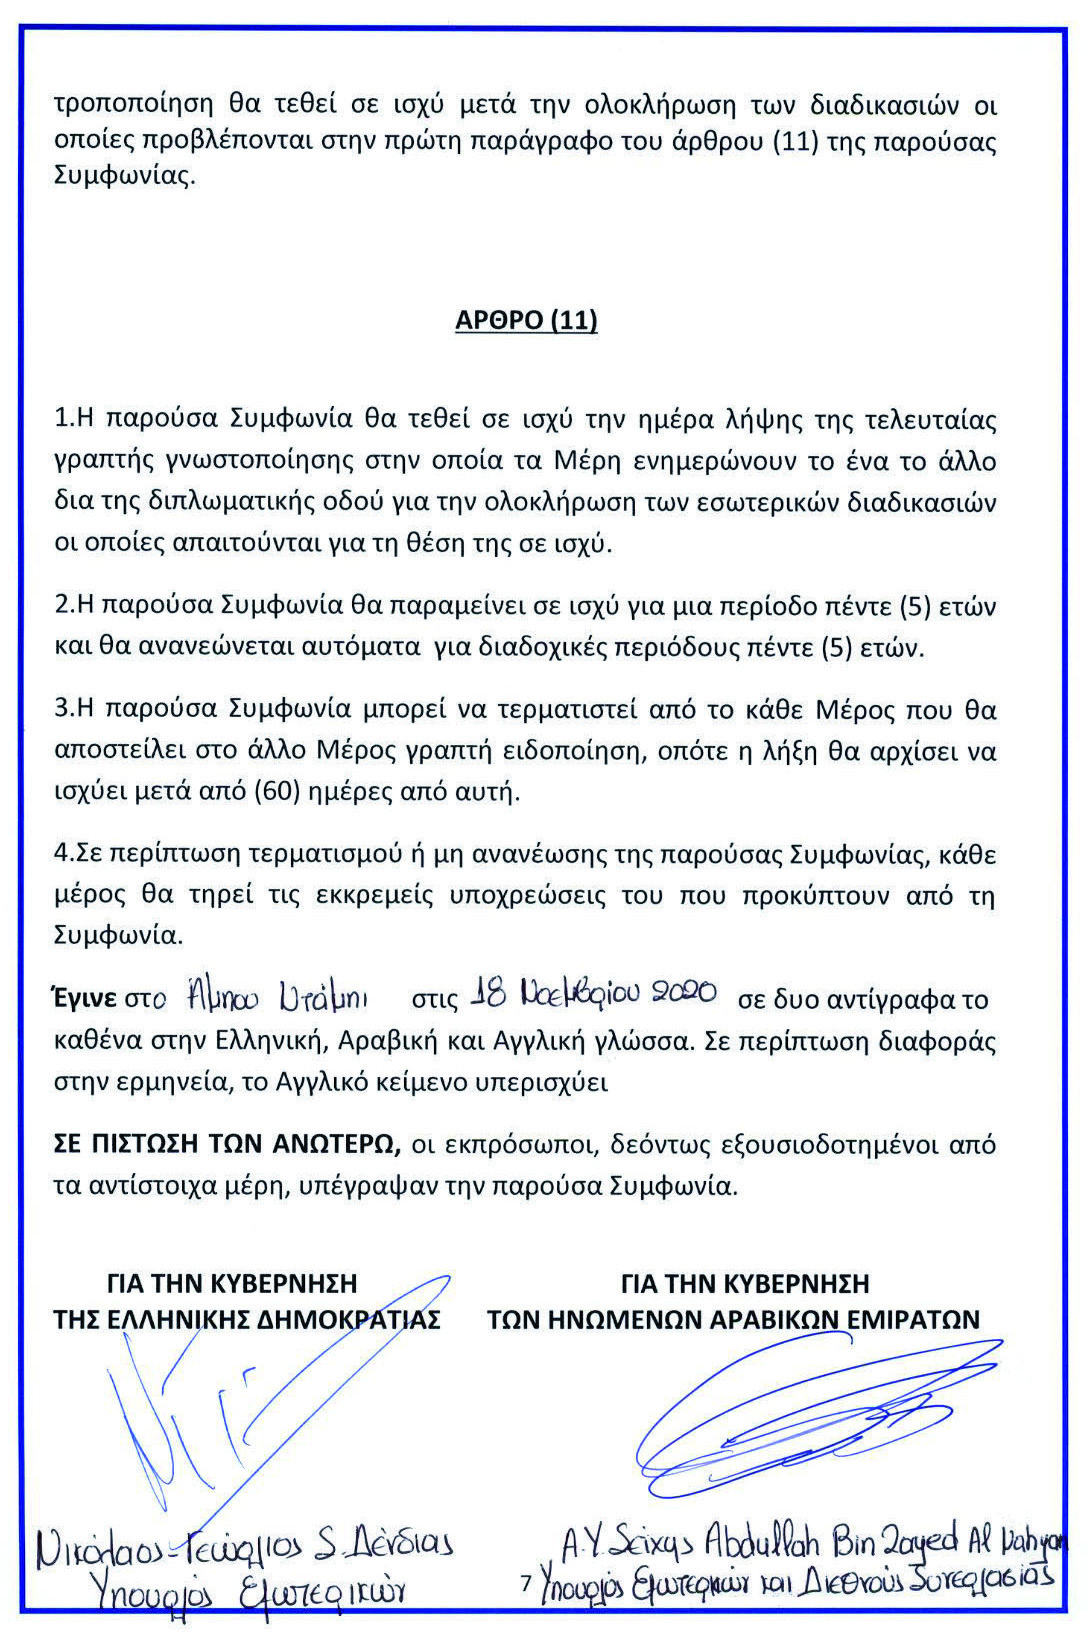 τροποποίηση θα τεθεί σε ισχύ μετά την ολοκλήρωση των διαδικασιών οι
οποίες προβλέπονται στην πρώτη παράγραφο του άρθρου (11) της παρούσας
Συμφωνίας.
ΑΡΘΡΟ (11)
1.Η παρούσα Συμφωνία θα τεθεί σε ισχύ την ημέρα λήψης της τελευταίας
γραπτής γνωστοποίησης στην οποία τα Μέρη ενημερώνουν το ένα το άλλο
δια της διπλωματικής οδού για την ολοκλήρωση των εσωτερικών διαδικασιών
οι οποίες απαιτούνται για τη θέση της σε ισχύ.
2.Η παρούσα Συμφωνία θα παραμείνει σε ισχύ για μια περίοδο πέντε (5) ετών
και θα ανανεώνεται αυτόματα για διαδοχικές περιόδους πέντε (5) ετών.
3.Η παρούσα Συμφωνία μπορεί να τερματιστεί από το κάθε Μέρος που θα
αποστείλει στο άλλο Μέρος γραπτή ειδοποίηση, οπότε η λήξη θα αρχίσει να
ισχύει μετά από (60) ημέρες από αυτή.
4.Σε περίπτωση τερματισμού ή μη ανανέωσης της παρούσας Συμφωνίας, κάθε
μέρος θα τηρεί τις εκκρεμείς υποχρεώσεις του που προκύπτουν από τη
Συμφωνία.
Έγινε στο Άμπου Ντάμπι στις 18 Νοεμβρίου 2020 σε δυο αντίγραφα το
καθένα στην Ελληνική, Αραβική και Αγγλική γλώσσα. Σε περίπτωση διαφοράς
στην ερμηνεία, το Αγγλικό κείμενο υπερισχύει
ΣΕ ΠΙΣΤΩΣΗ ΤΩΝ ΑΝΩΤΕΡΩ, οι εκπρόσωποι, δεόντως εξουσιοδοτημένοι από
τα αντίστοιχα μέρη, υπέγραψαν την παρούσα Συμφωνία.
ΓΙΑ ΤΗΝ ΚΥΒΕΡΝΗΣΗ
ΤΗΣ ΕΛΛΗΝΙΚΗΣ ΔΗΜΟΚΡΑΤΙΑΣ
Νικόλαος-Γεώργιος S. Δένδιας
Υπουργός Εξωτερικών
ΓΙΑ ΤΗΝ ΚΥΒΕΡΝΗΣΗ
ΤΩΝ ΗΝΩΜΕΝΩΝ ΑΡΑΒΙΚΩΝ ΕΜΙΡΑΤΩΝ
Α.Υ. Σεΐχης Abdullah Bin Zayed Al Nahyan
Υπουργός Εξωτερικών και Διεθνούς Συνεργασίας
7